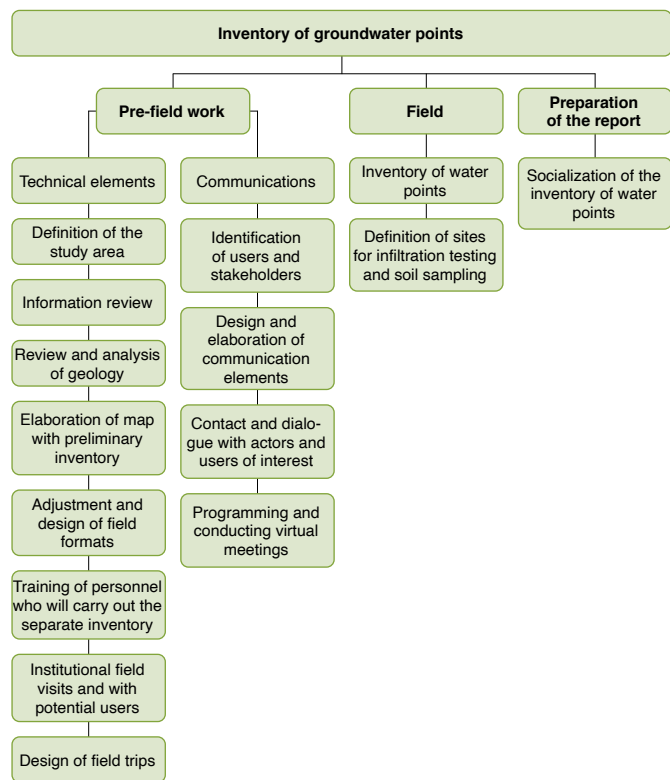 Inventory of groundwater points
Pre-field work
Field
Preparation
of the report
Technical elements
Definition of the
study area
Information review
Review and analysis
of geology
Elaboration of map
with preliminary
inventory
Adjustment and
design of field
formats
Training of personnel
who will carry out the
separate inventory
Institutional field
visits and with
potential users
Design of field trips
Communications
Identification
of users and
stakeholders
Design and
elaboration of
communication
elements
Contact and dialo-
gue with actors and
users of interest
Programming and
conducting virtual
meetings
Inventory of water
points
Definition of sites
for infiltration testing
and soil sampling
Socialization of the
inventory of water
points